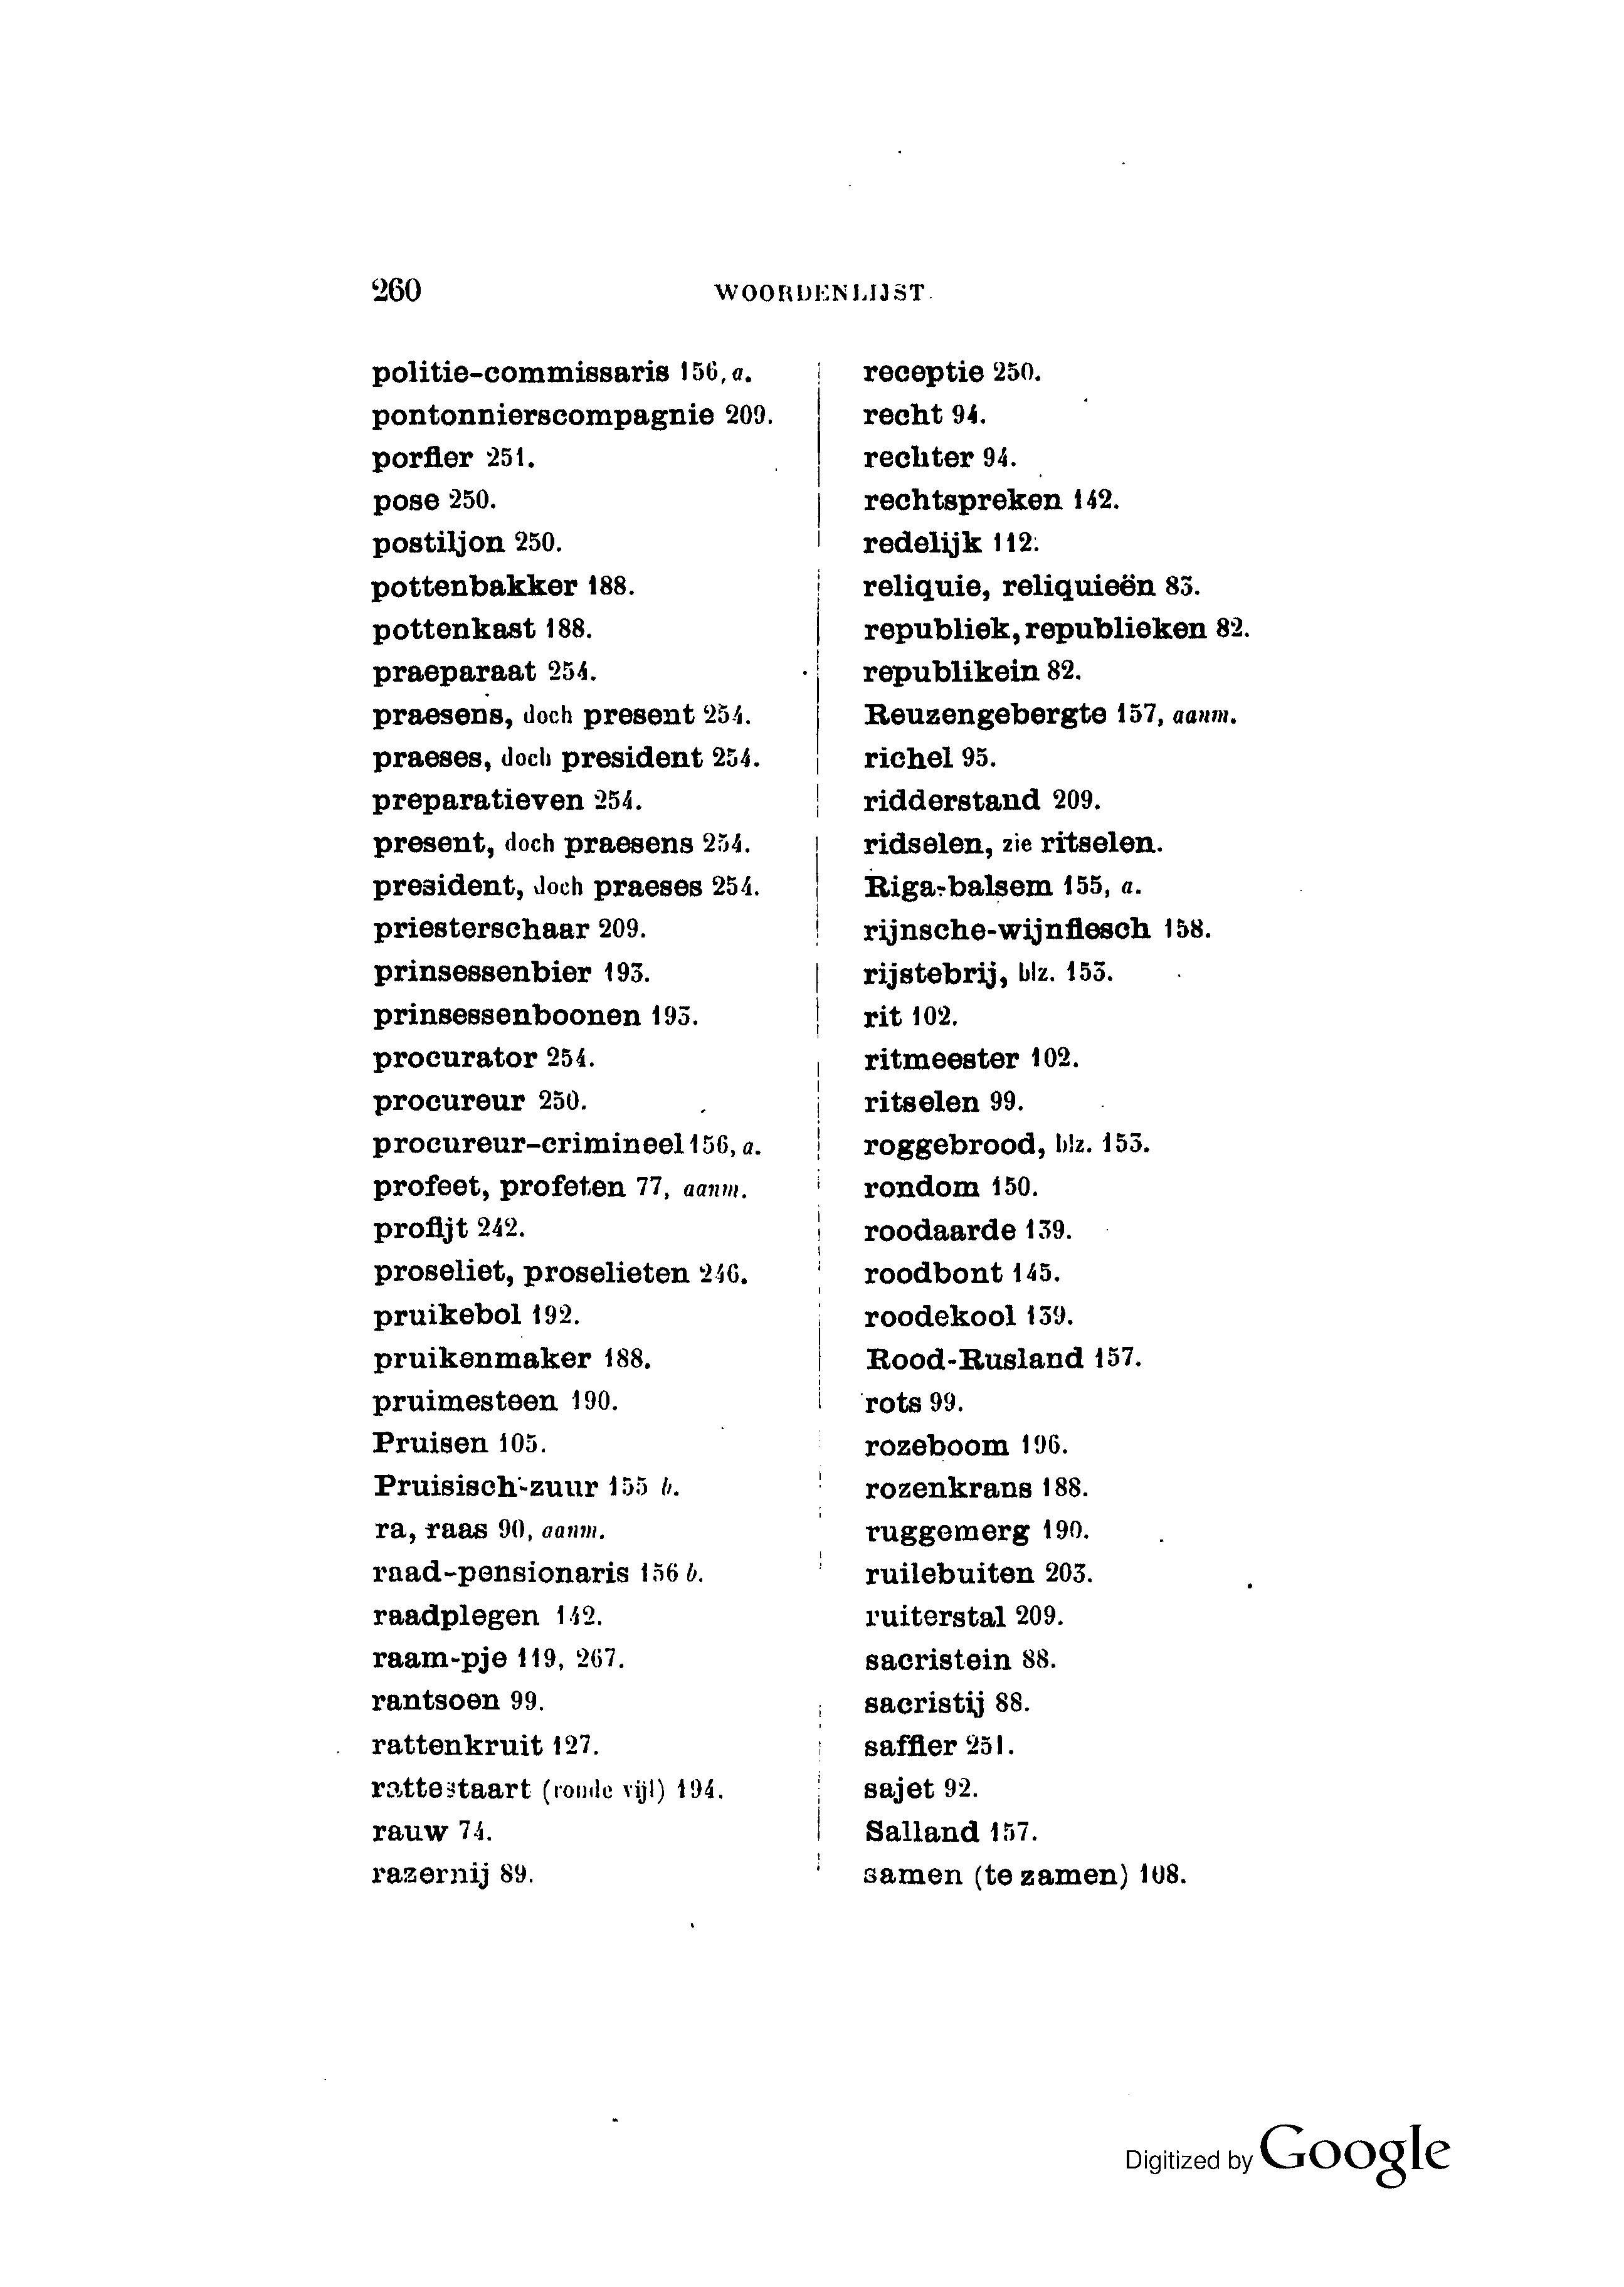 260
WOORDENLIJST
politie-commissaris 156, a.
pontonnierscompagnie 209.
porfier 251.
pose 250.
postiljon 250.
pottenbakker 188.
pottenkast 188.
praeparaat 254.
praesens, doch present 254.
praeses, doch president 254.
preparatieven 254.
present, doch praesens 254.
president, doch praeses 254.
priesterschaar 209.
prinsessenbier 193.
prinsessenboonen 193.
procurator 254.
procureur 250.
procureur-crimineel 156, a.
profeet, profeten 77, aanm.
profijt 242.
proseliet, proselieten 246.
pruikebol 192.
pruikenmaker 188.
pruimesteen 190.
Pruisen 105.
Pruisisch-zuur 155 b.
ra, raas 90, aanm.
raad-pensionaris 156 b.
raadplegen 142.
raam-pje 119, 267.
rantsoen 99.
rattenkruit 127.
rattestaart (ronde vijl) 194.
rauw 74.
razernij 89.
receptie 250.
recht 94.
rechter 94.
rechtspreken 142.
redelijk 112.
reliquie, reliquieën 83.
republiek, republieken 82.
republikein 82.
Reuzengebergte 157, aanm.
richel 95.
ridderstand 209.
ridselen, zie ritselen.
Riga-balsem 155, a.
rijnsche-wijnflesch 158.
rijstebrij, blz. 153.
rit 102.
ritmeester 102.
ritselen 99.
roggebrood, blz. 153.
rondom 150.
roodaarde 139.
roodbont 145.
roodekool 139.
Rood-Rusland 157.
rots 99.
rozeboom 196.
rozenkrans 188.
ruggemerg 190.
ruilebuiten 203.
ruiterstal 209.
sacristein 88.
sacristij 88.
saffier 251.
sajet 92.
Salland 157.
samen (te zamen) 108.
Digitized by Google